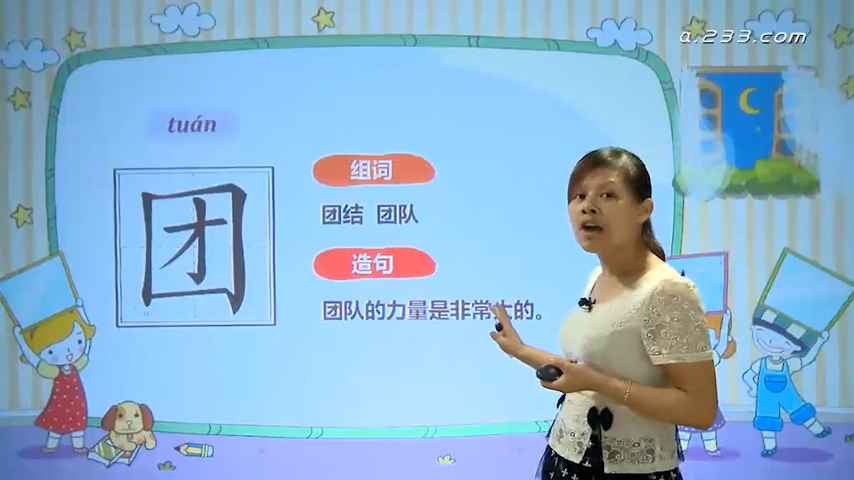 a.233.com
tuán
团
组词
团结 团队
造句
团队的力量是非常大的。